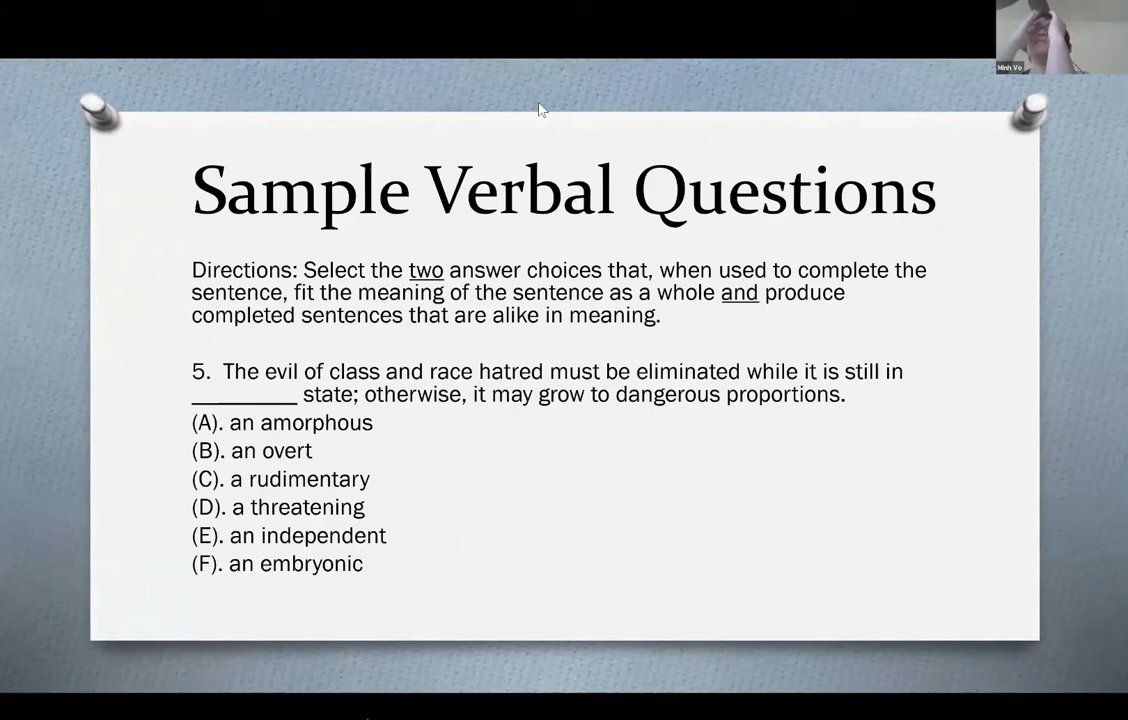 Minh Vo
Sample Verbal Questions
Directions: Select the two answer choices that, when used to complete the
sentence, fit the meaning of the sentence as a whole and produce
completed sentences that are alike in meaning.
5. The evil of class and race hatred must be eliminated while it is still in
_________ state; otherwise, it may grow to dangerous proportions.
(A). an amorphous
(B). an overt
(C). a rudimentary
(D). a threatening
(E). an independent
(F). an embryonic